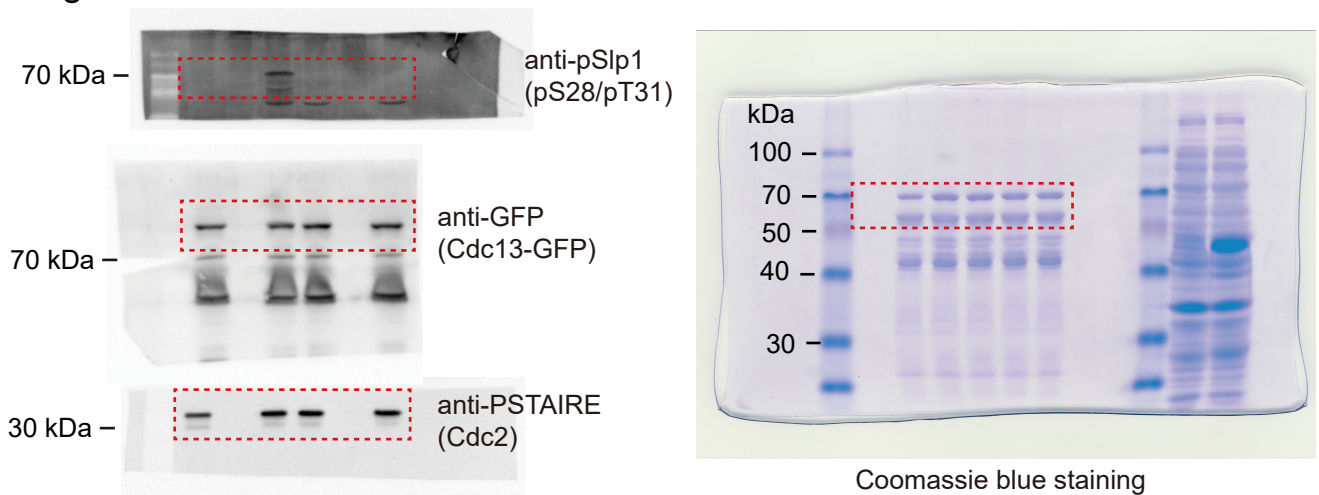 70 kDa –
anti-pSlp1
(pS28/pT31)
anti-GFP
(Cdc13-GFP)
70 kDa –
anti-PSTAIRE
(Cdc2)
30 kDa –
kDa
100 –
70 –
50 –
40 –
30 –
Coomassie blue staining